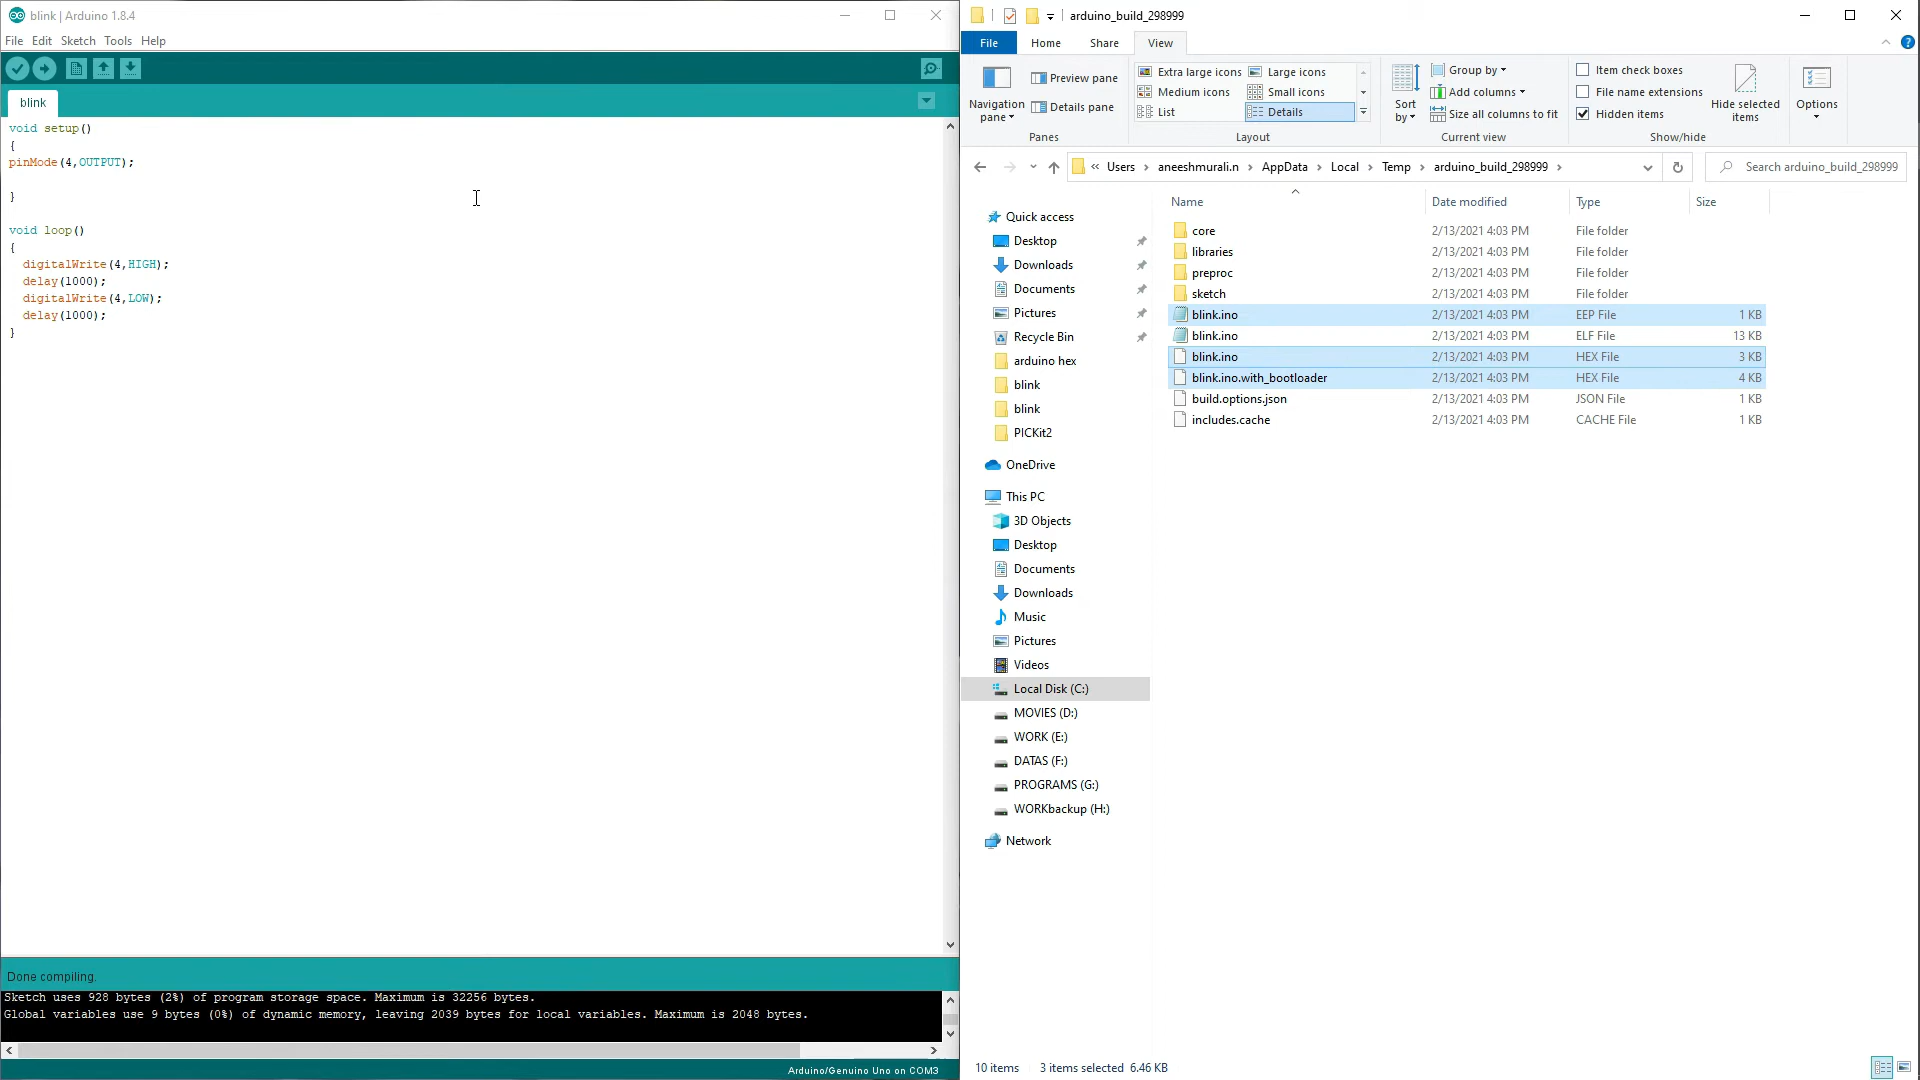 blink | Arduino 1.8.4
File Edit Sketch Tools Help
blink
void setup()
{
pinMode(4,OUTPUT);
}
void loop()
{
digitalWrite(4,HIGH);
delay(1000);
digitalWrite(4,LOW);
delay(1000);
}
Done compiling.
Sketch uses 928 bytes (2%) of program storage space. Maximum is 32256 bytes.
Global variables use 9 bytes (0%) of dynamic memory, leaving 2039 bytes for local variables. Maximum is 2048 bytes.
Arduino/Genuino Uno on COM3
arduino_build_298999
File Home Share View
Navigation pane
Preview pane
Details pane
Panes
Extra large icons Large icons
Medium icons Small icons
List Details
Layout
Sort by
Group by
Add columns
Size all columns to fit
Current view
Item check boxes
File name extensions
Hidden items
Hide selected items
Show/hide
Options
« Users › aneeshmurali.n › AppData › Local › Temp › arduino_build_298999 ›
Search arduino_build_298999
Quick access
Desktop
Downloads
Documents
Pictures
Recycle Bin
arduino hex
blink
blink
PICKit2
OneDrive
This PC
3D Objects
Desktop
Documents
Downloads
Music
Pictures
Videos
Local Disk (C:)
MOVIES (D:)
WORK (E:)
DATAS (F:)
PROGRAMS (G:)
WORKbackup (H:)
Network
Name Date modified Type Size
core 2/13/2021 4:03 PM File folder
libraries 2/13/2021 4:03 PM File folder
preproc 2/13/2021 4:03 PM File folder
sketch 2/13/2021 4:03 PM File folder
blink.ino 2/13/2021 4:03 PM EEP File 1 KB
blink.ino 2/13/2021 4:03 PM ELF File 13 KB
blink.ino 2/13/2021 4:03 PM HEX File 3 KB
blink.ino.with_bootloader 2/13/2021 4:03 PM HEX File 4 KB
build.options.json 2/13/2021 4:03 PM JSON File 1 KB
includes.cache 2/13/2021 4:03 PM CACHE File 1 KB
10 items 3 items selected 6.46 KB